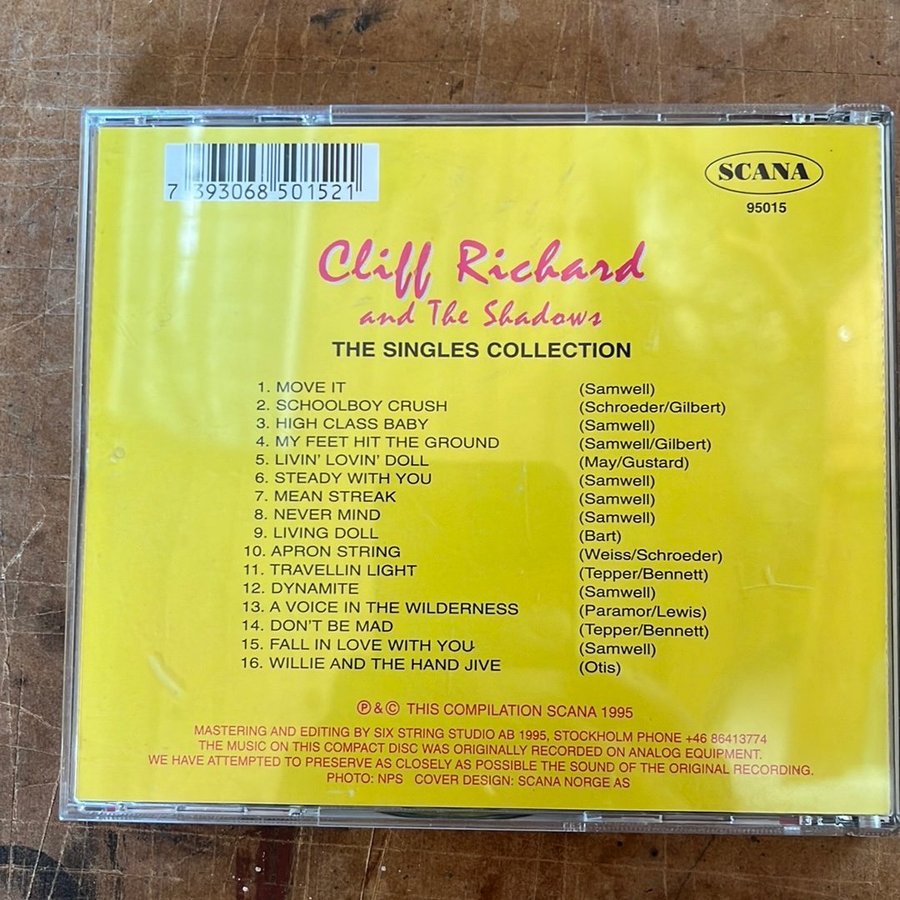 7 393068 501521
SCANA
95015
Cliff Richard
and The Shadows
THE SINGLES COLLECTION
1. MOVE IT (Samwell)
2. SCHOOLBOY CRUSH (Schroeder/Gilbert)
3. HIGH CLASS BABY (Samwell)
4. MY FEET HIT THE GROUND (Samwell/Gilbert)
5. LIVIN' LOVIN' DOLL (May/Gustard)
6. STEADY WITH YOU (Samwell)
7. MEAN STREAK (Samwell)
8. NEVER MIND (Samwell)
9. LIVING DOLL (Bart)
10. APRON STRING (Weiss/Schroeder)
11. TRAVELLIN LIGHT (Tepper/Bennett)
12. DYNAMITE (Samwell)
13. A VOICE IN THE WILDERNESS (Paramor/Lewis)
14. DON'T BE MAD (Tepper/Bennett)
15. FALL IN LOVE WITH YOU (Samwell)
16. WILLIE AND THE HAND JIVE (Otis)
Ⓟ & © THIS COMPILATION SCANA 1995
MASTERING AND EDITING BY SIX STRING STUDIO AB 1995, STOCKHOLM PHONE +46 86413774
THE MUSIC ON THIS COMPACT DISC WAS ORIGINALLY RECORDED ON ANALOG EQUIPMENT.
WE HAVE ATTEMPTED TO PRESERVE AS CLOSELY AS POSSIBLE THE SOUND OF THE ORIGINAL RECORDING.
PHOTO: NPS COVER DESIGN: SCANA NORGE AS